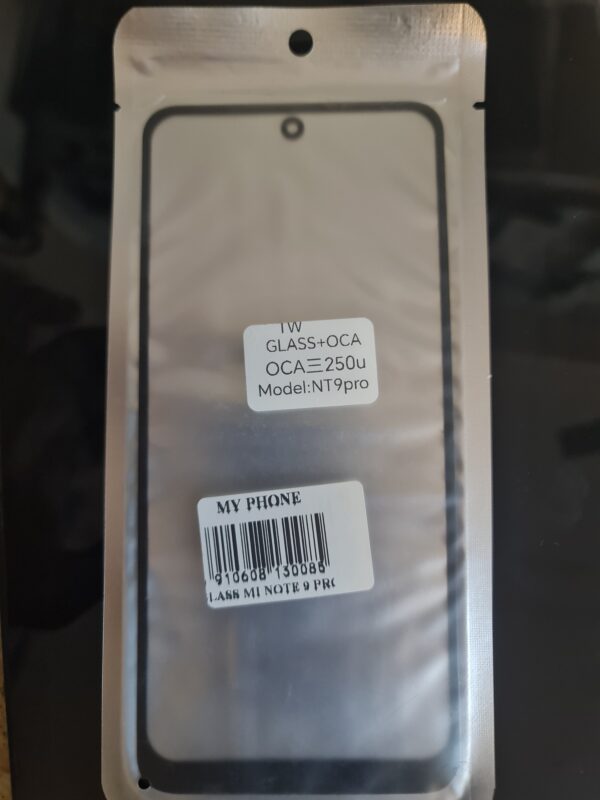 TW
GLASS+OCA
OCA三250u
Model:NT9pro
MY PHONE
910608 130085
LASS MI NOTE 9 PRO